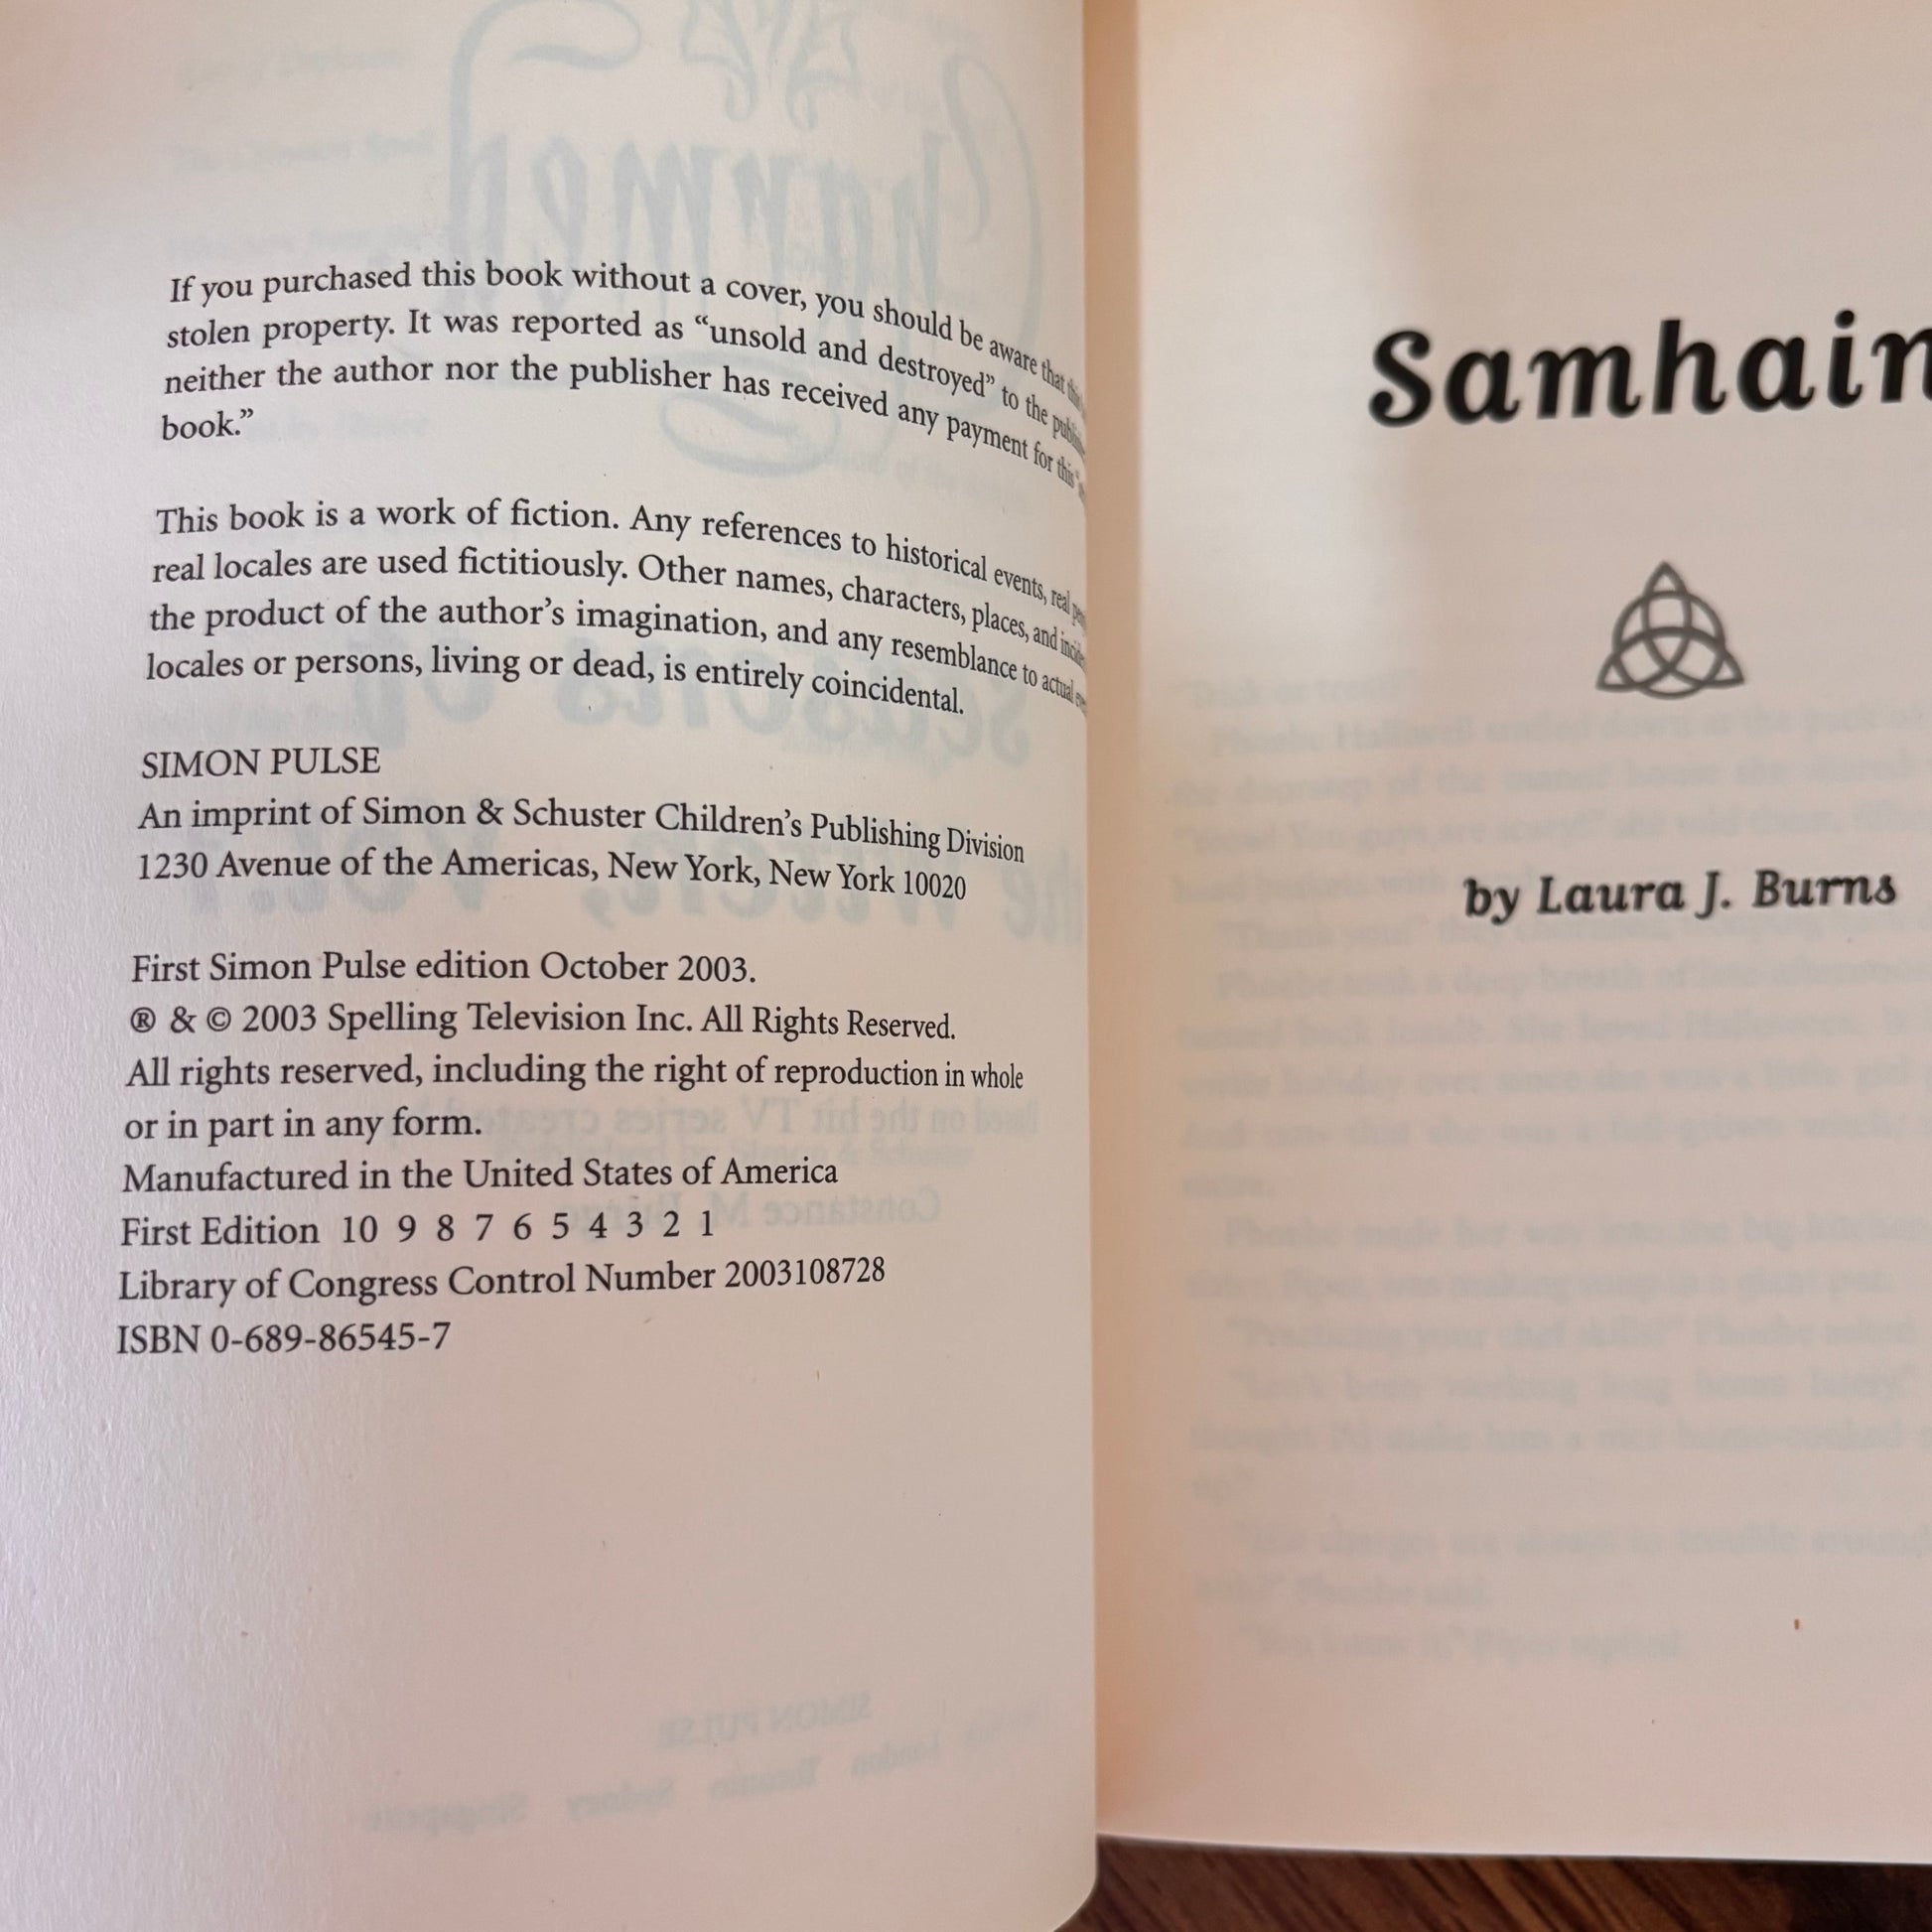 If you purchased this book without a cover, you should be aware that this
stolen property. It was reported as “unsold and destroyed” to the
neither the author nor the publisher has received any payment for this
book.”
This book is a work of fiction. Any references to historical events, real
real locales are used fictitiously. Other names, characters, places, and
the product of the author’s imagination, and any resemblance to actual
locales or persons, living or dead, is entirely coincidental.
SIMON PULSE
An imprint of Simon & Schuster Children’s Publishing Division
1230 Avenue of the Americas, New York, New York 10020
First Simon Pulse edition October 2003.
® & © 2003 Spelling Television Inc. All Rights Reserved.
All rights reserved, including the right of reproduction in whole
or in part in any form.
Manufactured in the United States of America
First Edition 10 9 8 7 6 5 4 3 2 1
Library of Congress Control Number 2003108728
ISBN 0-689-86545-7
Samhain
by Laura J. Burns